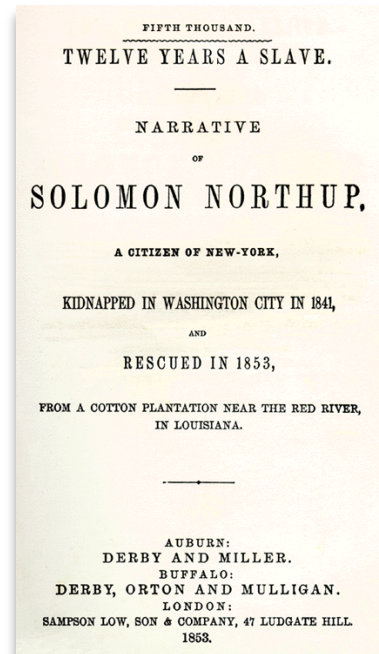 FIFTH THOUSAND.
TWELVE YEARS A SLAVE.
NARRATIVE
OF
SOLOMON NORTHUP,
A CITIZEN OF NEW-YORK,
KIDNAPPED IN WASHINGTON CITY IN 1841,
AND
RESCUED IN 1853,
FROM A COTTON PLANTATION NEAR THE RED RIVER,
IN LOUISIANA.
AUBURN:
DERBY AND MILLER.
BUFFALO:
DERBY, ORTON AND MULLIGAN.
LONDON:
SAMPSON LOW, SON & COMPANY, 47 LUDGATE HILL.
1853.